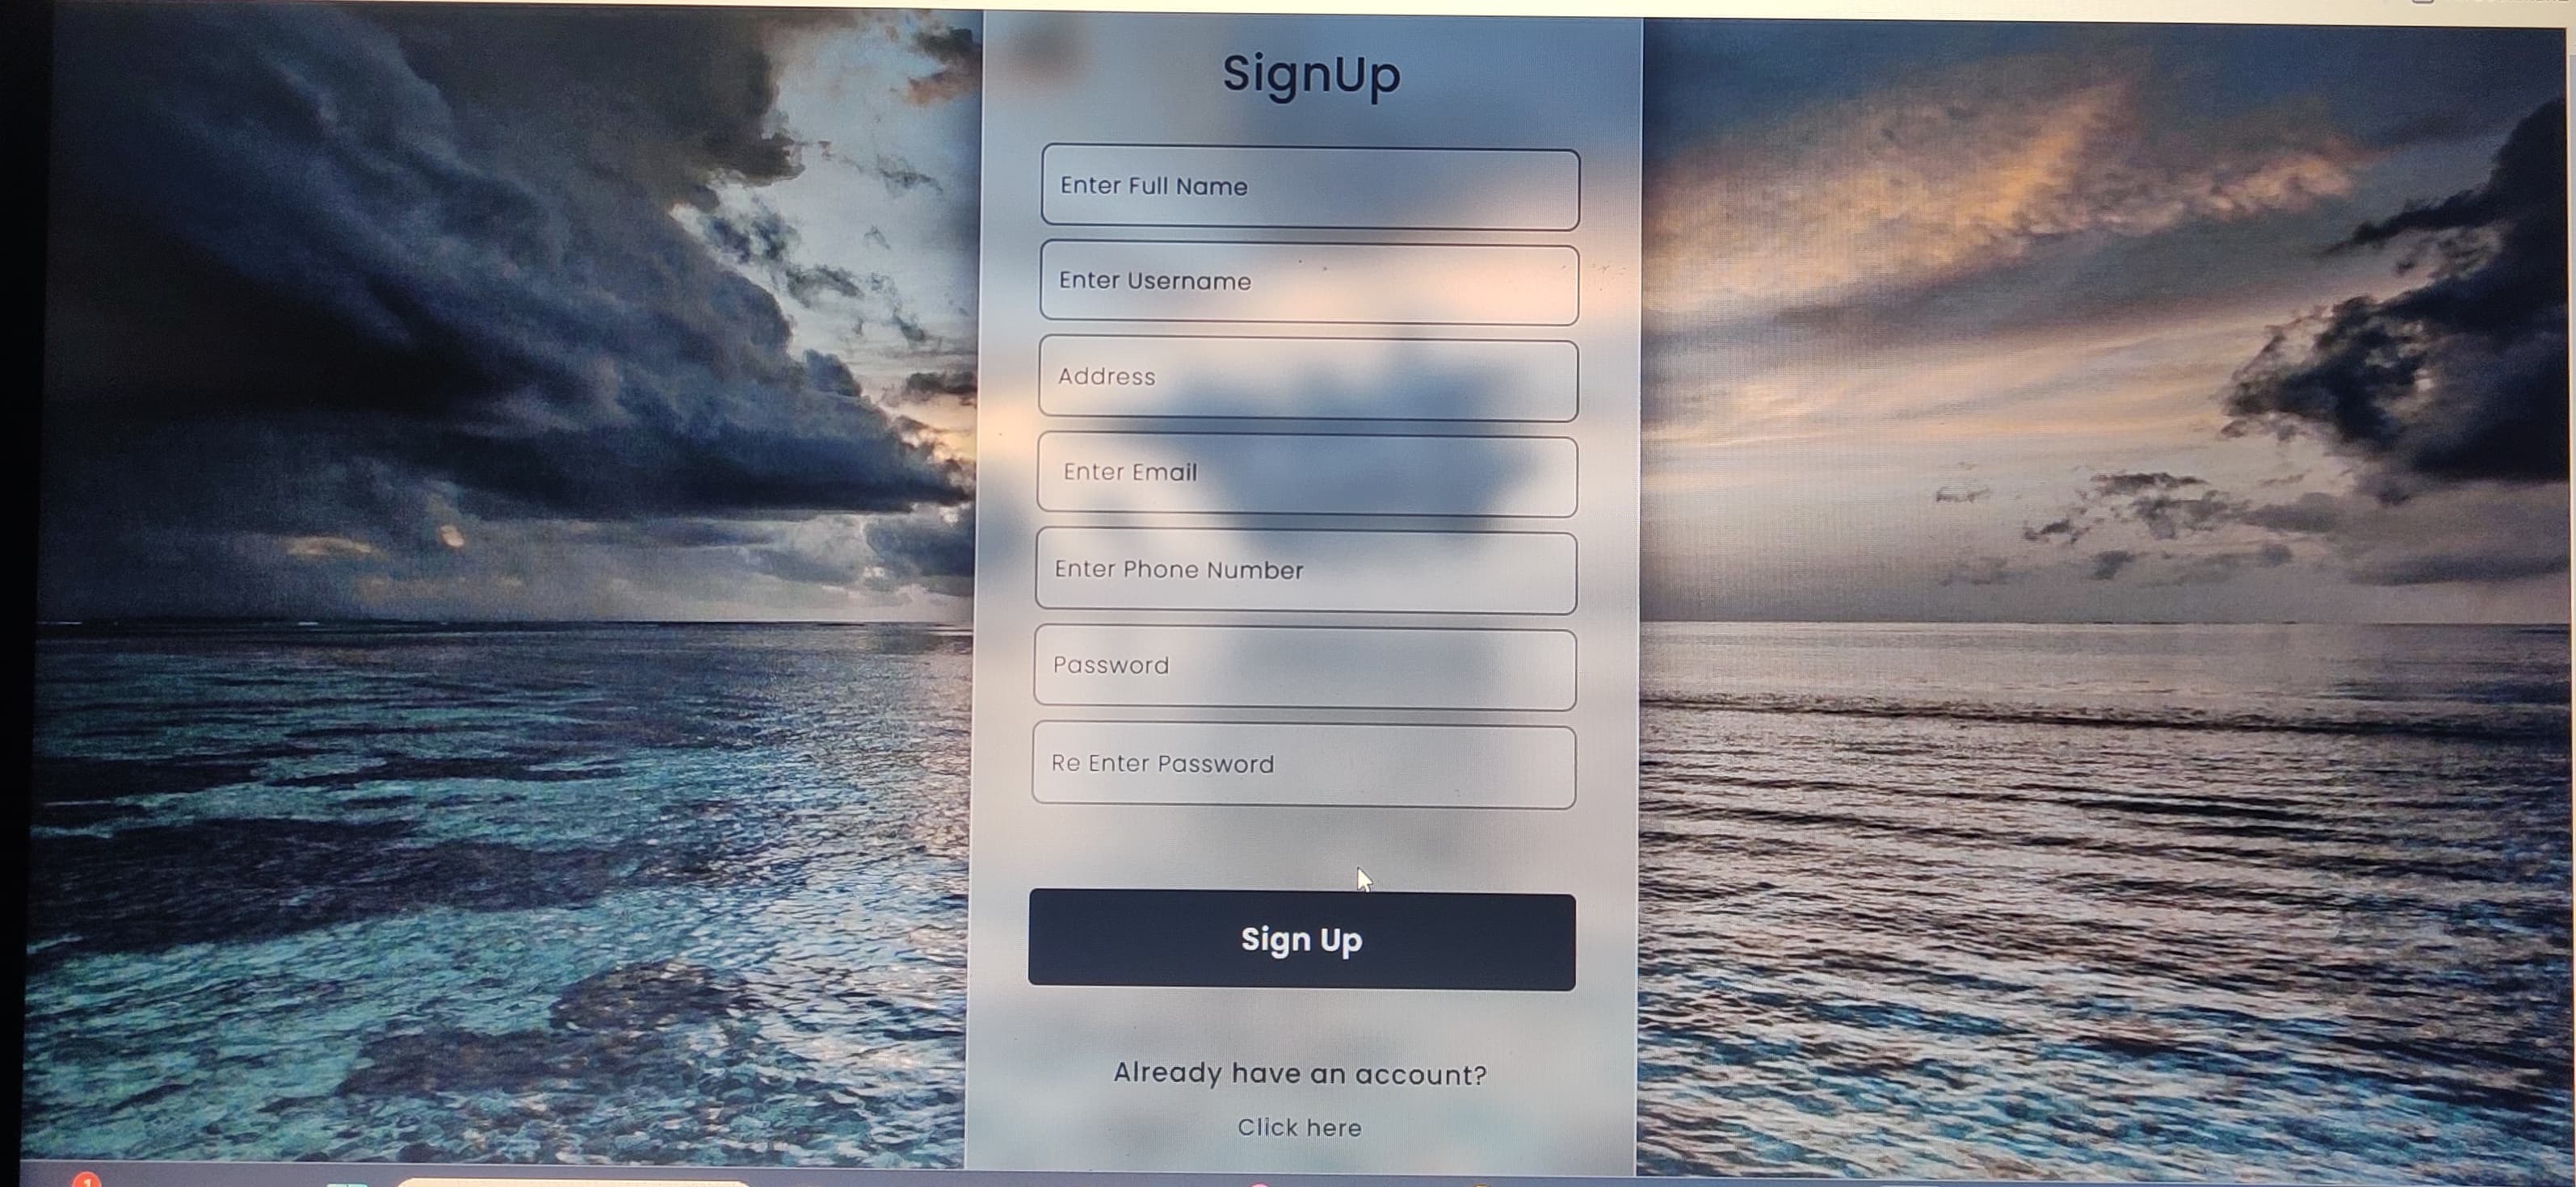 SignUp
Enter Full Name
Enter Username
Address
Enter Email
Enter Phone Number
Password
Re Enter Password
Sign Up
Already have an account?
Click here
1